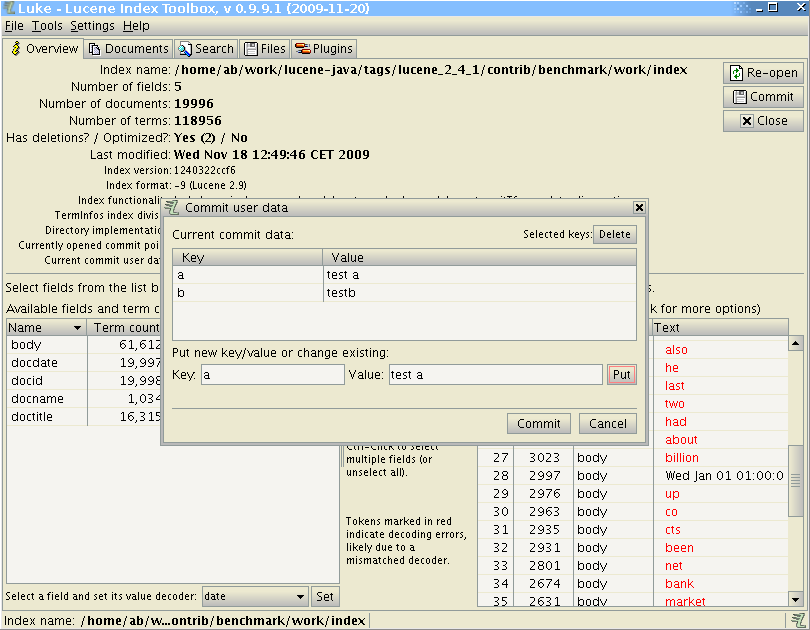 Luke - Lucene Index Toolbox, v 0.9.9.1 (2009-11-20)
File Tools Settings Help
Overview Documents Search Files Plugins
Index name: /home/ab/work/lucene-java/tags/lucene_2_4_1/contrib/benchmark/work/index
Re-open
Number of fields: 5
Number of documents: 19996
Commit
Number of terms: 118956
Close
Has deletions? / Optimized?: Yes (2) / No
Last modified: Wed Nov 18 12:49:46 CET 2009
Index version: 1240322ccf6
Index format: -9 (Lucene 2.9)
Index functionali
TermInfos index divis
Directory implementatio
Currently opened commit poi
Current commit user da
Commit user data
Current commit data:
Selected keys: Delete
Key Value
a test a
b testb
Put new key/value or change existing:
Key: a Value: test a Put
Commit Cancel
Select fields from the list b
s.
Available fields and term c
k for more options)
Name Term count
body 61,612
docdate 19,997
docid 19,998
docname 1,034
doctitle 16,315
Ctrl-Click to select
multiple fields (or
unselect all).
Tokens marked in red
indicate decoding errors,
likely due to a
mismatched decoder.
Text
also
he
last
two
had
about
27 3023 body billion
28 2997 body Wed Jan 01 01:00:0
29 2976 body up
30 2963 body co
31 2935 body cts
32 2931 body been
33 2801 body net
34 2674 body bank
35 2631 body market
Select a field and set its value decoder: date Set
Index name: /home/ab/w...ontrib/benchmark/work/index